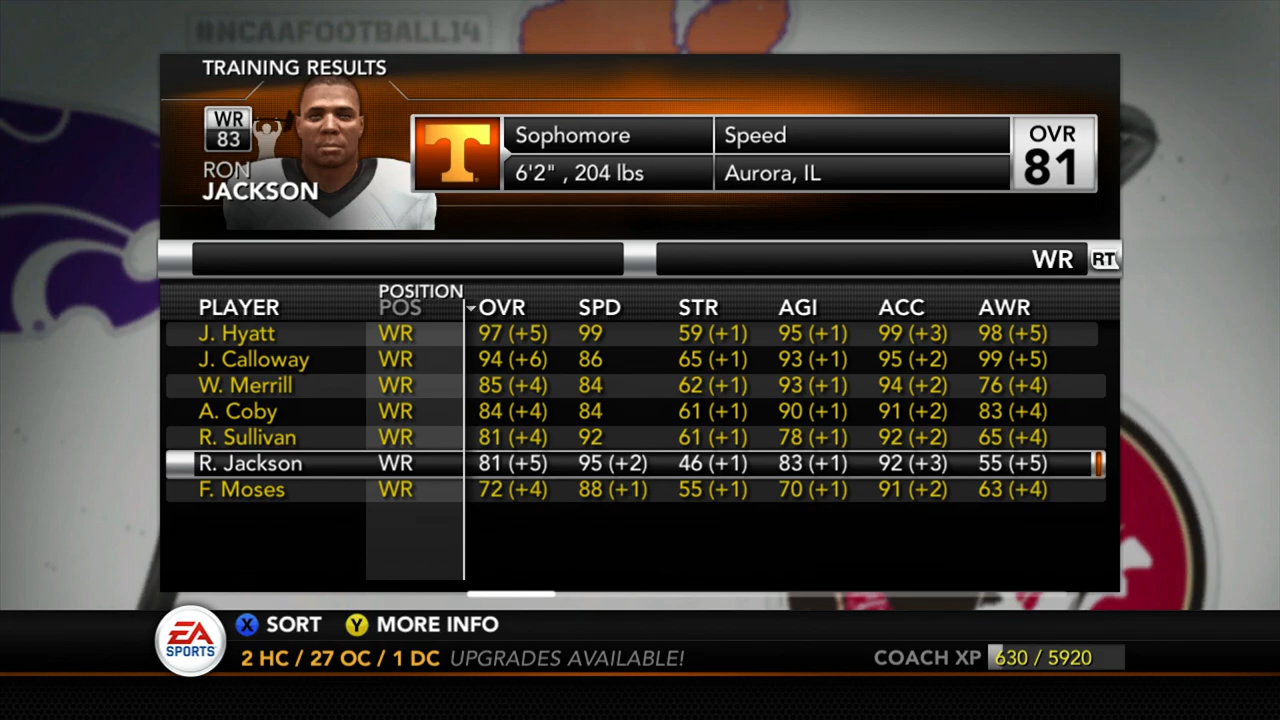 #NCAAFOOTBALL14
TRAINING RESULTS
WR
83
RON
JACKSON
T
Sophomore
Speed
6'2" , 204 lbs
Aurora, IL
OVR
81
WR RT
POSITION
PLAYER POS OVR SPD STR AGI ACC AWR
J. Hyatt WR 97 (+5) 99 59 (+1) 95 (+1) 99 (+3) 98 (+5)
J. Calloway WR 94 (+6) 86 65 (+1) 93 (+1) 95 (+2) 99 (+5)
W. Merrill WR 85 (+4) 84 62 (+1) 93 (+1) 94 (+2) 76 (+4)
A. Coby WR 84 (+4) 84 61 (+1) 90 (+1) 91 (+2) 83 (+4)
R. Sullivan WR 81 (+4) 92 61 (+1) 78 (+1) 92 (+2) 65 (+4)
R. Jackson WR 81 (+5) 95 (+2) 46 (+1) 83 (+1) 92 (+3) 55 (+5)
F. Moses WR 72 (+4) 88 (+1) 55 (+1) 70 (+1) 91 (+2) 63 (+4)
EA
SPORTS
X SORT Y MORE INFO
2 HC / 27 OC / 1 DC UPGRADES AVAILABLE!
COACH XP 630 / 5920